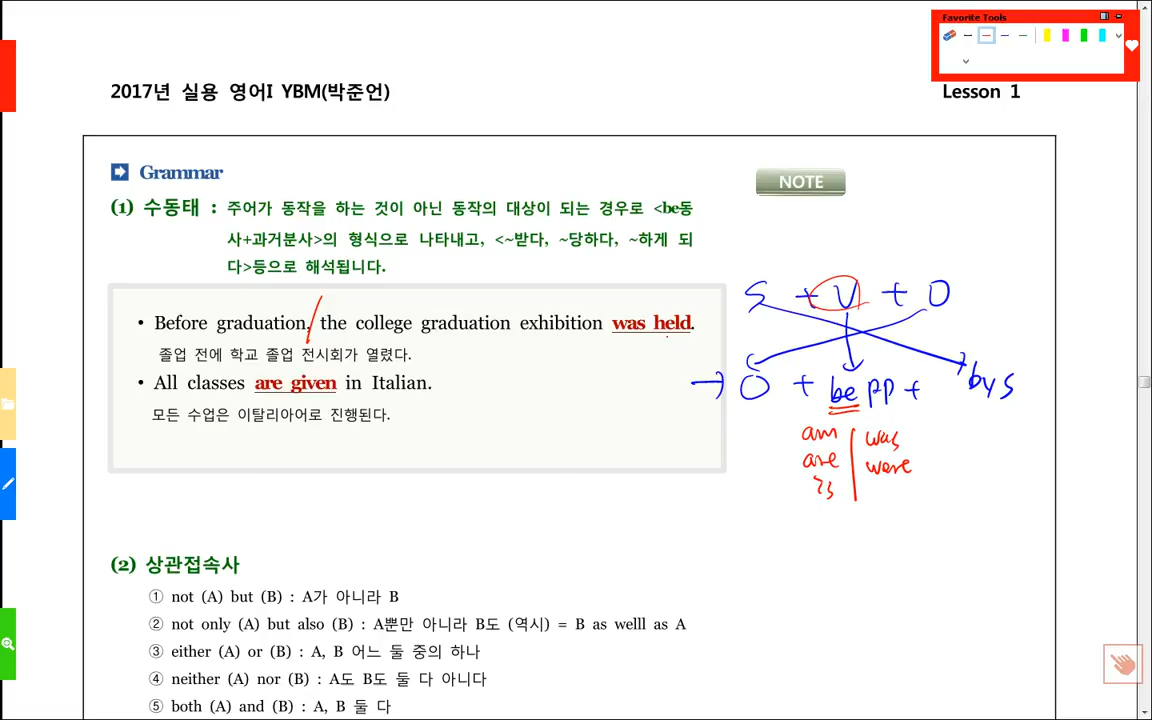 Favorite Tools
2017년 실용 영어I YBM(박준언)
Lesson 1
Grammar
NOTE
(1) 수동태 : 주어가 동작을 하는 것이 아닌 동작의 대상이 되는 경우로 <be동
사+과거분사>의 형식으로 나타내고, <~받다, ~당하다, ~하게 되
다>등으로 해석됩니다.
• Before graduation, the college graduation exhibition was held.
졸업 전에 학교 졸업 전시회가 열렸다.
• All classes are given in Italian.
모든 수업은 이탈리아어로 진행된다.
S + V + O
→ O + be pp + by S
am was
are were
is
(2) 상관접속사
① not (A) but (B) : A가 아니라 B
② not only (A) but also (B) : A뿐만 아니라 B도 (역시) = B as welll as A
③ either (A) or (B) : A, B 어느 둘 중의 하나
④ neither (A) nor (B) : A도 B도 둘 다 아니다
⑤ both (A) and (B) : A, B 둘 다